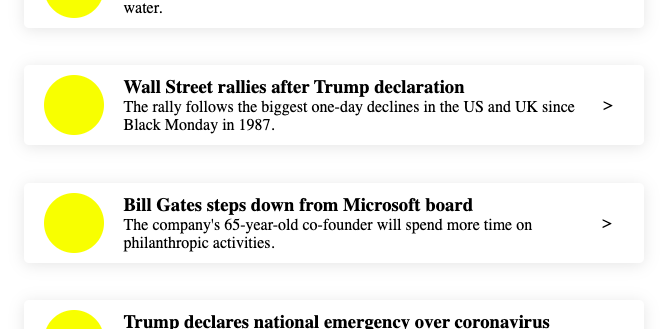 water.
Wall Street rallies after Trump declaration
The rally follows the biggest one-day declines in the US and UK since
Black Monday in 1987.
>
Bill Gates steps down from Microsoft board
The company's 65-year-old co-founder will spend more time on
philanthropic activities.
>
Trump declares national emergency over coronavirus